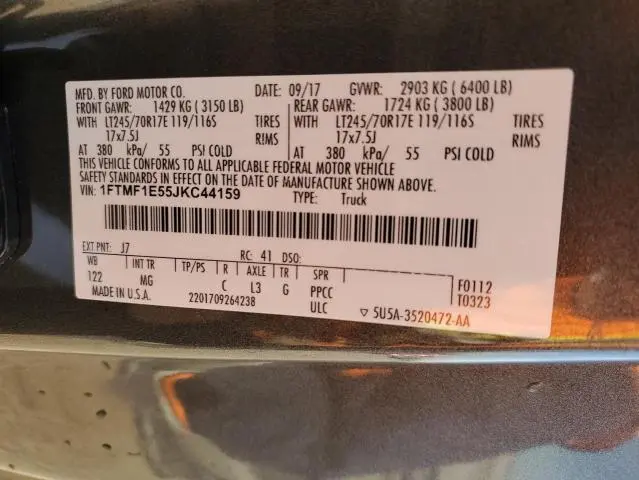 MFD. BY FORD MOTOR CO. DATE: 09/17 GVWR: 2903 KG ( 6400 LB)
FRONT GAWR: 1429 KG ( 3150 LB) REAR GAWR: 1724 KG ( 3800 LB)
WITH LT245/70R17E 119/116S TIRES WITH LT245/70R17E 119/116S TIRES
17x7.5J RIMS 17x7.5J RIMS
AT 380 kPa/ 55 PSI COLD AT 380 kPa/ 55 PSI COLD
THIS VEHICLE CONFORMS TO ALL APPLICABLE FEDERAL MOTOR VEHICLE
SAFETY STANDARDS IN EFFECT ON THE DATE OF MANUFACTURE SHOWN ABOVE.
VIN: 1FTMF1E55JKC44159 TYPE: Truck
EXT PNT: J7 RC: 41 DSO:
WB INT TR TP/PS R AXLE TR SPR F0112
122 MG C L3 G PPCC T0323
MADE IN U.S.A. 2201709264238 ULC ▽ 5U5A-3520472-AA